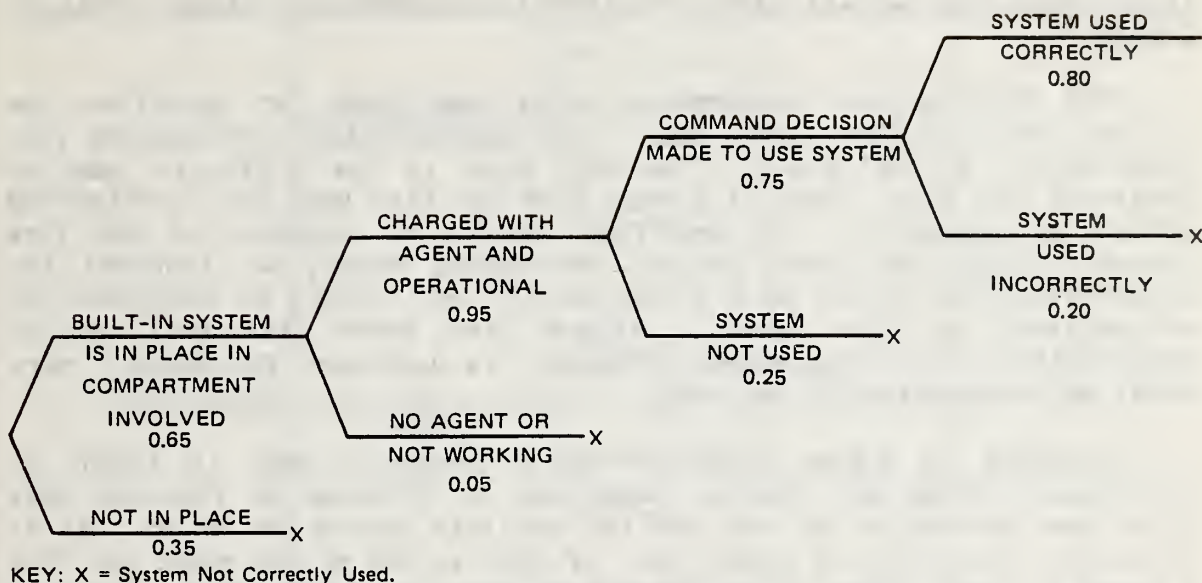 SYSTEM USED
CORRECTLY
0.80
COMMAND DECISION
MADE TO USE SYSTEM
0.75
SYSTEM
USED
INCORRECTLY
0.20
X
CHARGED WITH
AGENT AND
OPERATIONAL
0.95
SYSTEM
NOT USED
0.25
X
BUILT-IN SYSTEM
IS IN PLACE IN
COMPARTMENT
INVOLVED
0.65
NO AGENT OR
NOT WORKING
0.05
X
NOT IN PLACE
0.35
X
KEY: X = System Not Correctly Used.